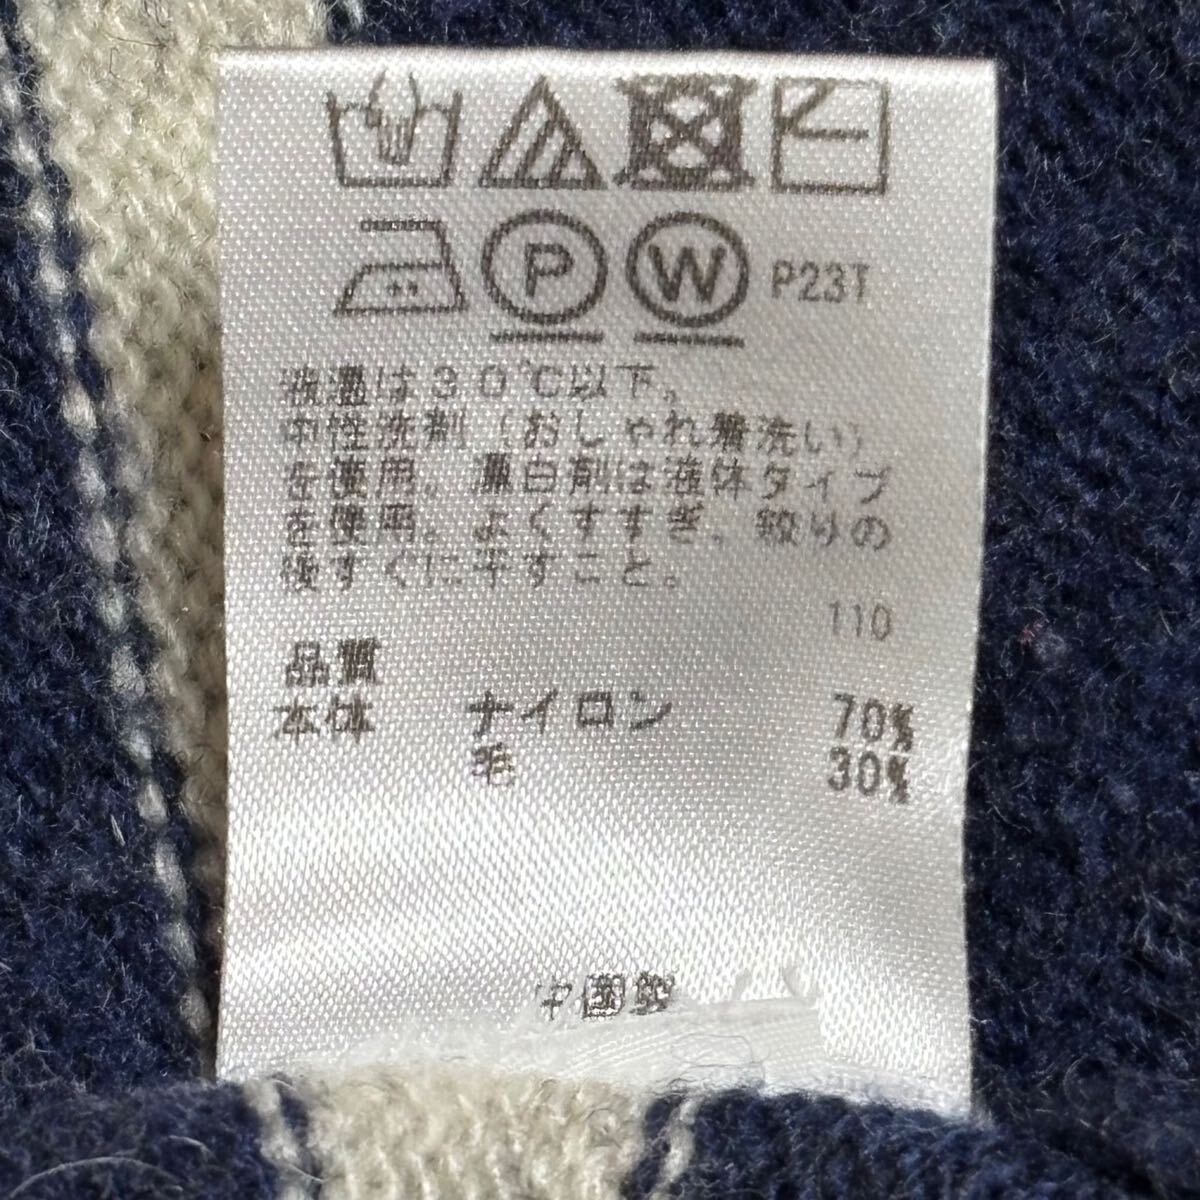 P W P23T
液温は30℃以下。
中性洗剤(おしゃれ着洗い)
を使用。漂白剤は液体タイプ
を使用。よくすすぎ、絞りの
後すぐに干すこと。
110
品質
本体 ナイロン 70%
毛 30%
中国製